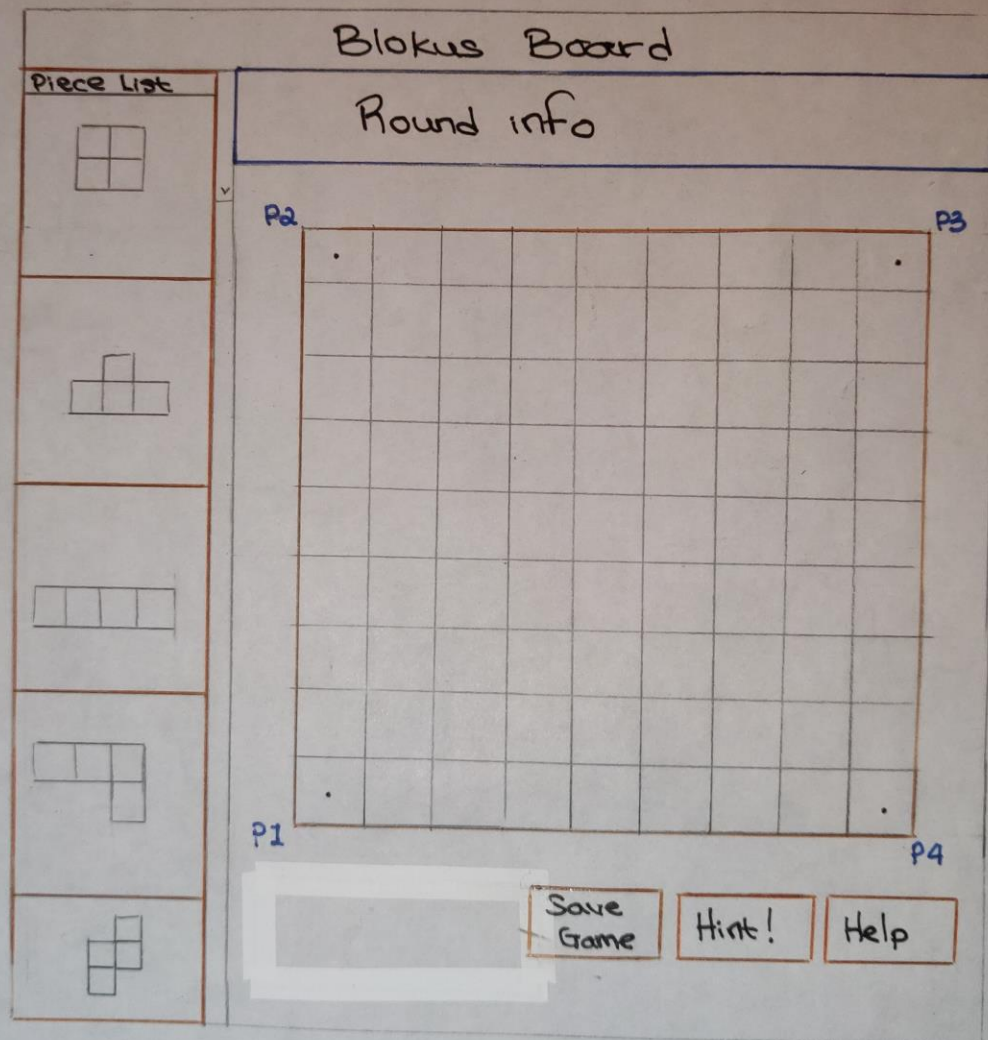 Blokus Board
Piece List
Round info
P2
P3
P1
P4
Save
Game
Hint!
Help